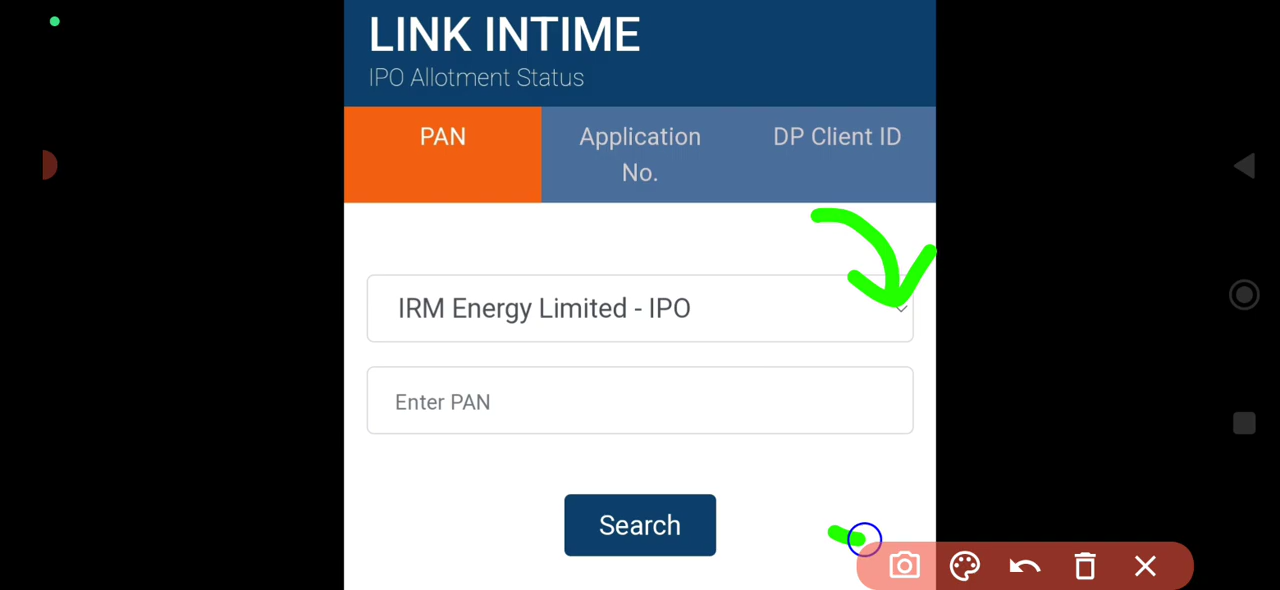 LINK INTIME
IPO Allotment Status
PAN
Application
No.
DP Client ID
IRM Energy Limited - IPO
Enter PAN
Search